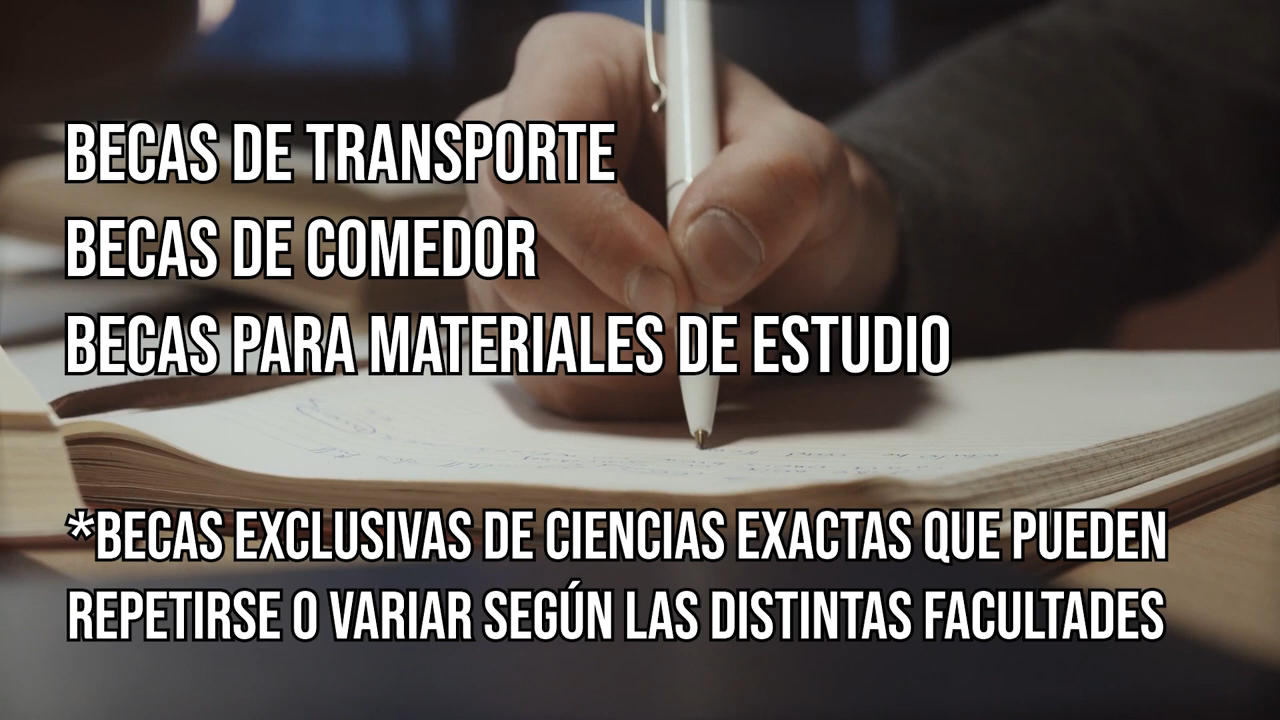 BECAS DE TRANSPORTE
BECAS DE COMEDOR
BECAS PARA MATERIALES DE ESTUDIO
*BECAS EXCLUSIVAS DE CIENCIAS EXACTAS QUE PUEDEN
REPETIRSE O VARIAR SEGÚN LAS DISTINTAS FACULTADES